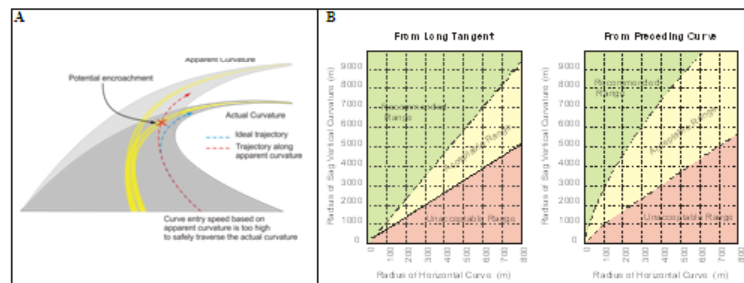 A
Apparent Curvature
Potential encroachment
Actual Curvature
Ideal trajectory
Trajectory along
apparent curvature
Curve entry speed based on
apparent curvature is too high
to safely traverse the actual curvature
B
From Long Tangent
Radius of Sag Vertical Curvature (m)
9000
8000
7000
6000
5000
4000
3000
2000
1000
0
Recommended
Range
Acceptable Range
Unacceptable Range
0
100
200
300
400
500
600
700
800
Radius of Horizontal Curve (m)
From Preceding Curve
Radius of Sag Vertical Curvature (m)
9000
8000
7000
6000
5000
4000
3000
2000
1000
0
Recommended
Range
Acceptable Range
Unacceptable Range
0
100
200
300
400
500
600
700
800
Radius of Horizontal Curve (m)